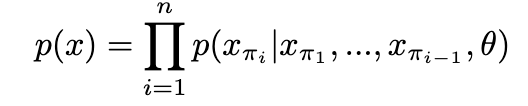 p(x) = ∏_{i=1}^{n} p(x_{π_i}|x_{π_1}, ..., x_{π_{i−1}}, θ)